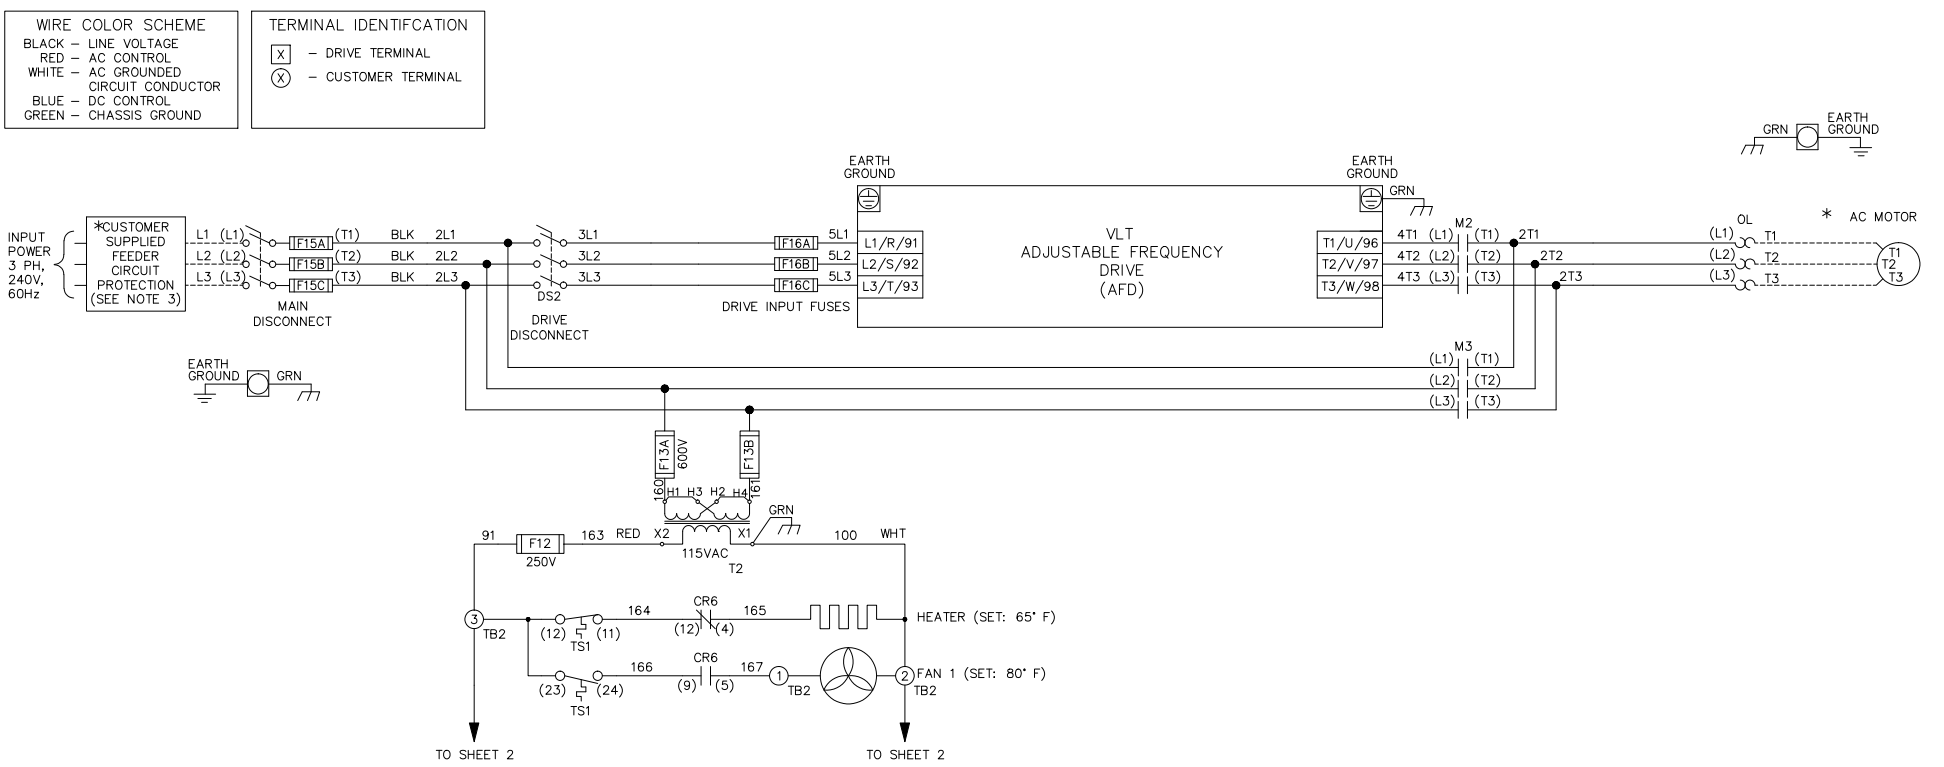 WIRE COLOR SCHEME
BLACK – LINE VOLTAGE
RED – AC CONTROL
WHITE – AC GROUNDED
CIRCUIT CONDUCTOR
BLUE – DC CONTROL
GREEN – CHASSIS GROUND
TERMINAL IDENTIFCATION
X – DRIVE TERMINAL
X – CUSTOMER TERMINAL
GRN
EARTH
GROUND
EARTH
GROUND
EARTH
GROUND
GRN
INPUT
POWER
3 PH,
240V,
60Hz
*CUSTOMER
SUPPLIED
FEEDER
CIRCUIT
PROTECTION
(SEE NOTE 3)
L1 (L1) F15A (T1) BLK 2L1 3L1 F16A 5L1 L1/R/91
L2 (L2) F15B (T2) BLK 2L2 3L2 F16B 5L2 L2/S/92
L3 (L3) F15C (T3) BLK 2L3 3L3 F16C 5L3 L3/T/93
MAIN
DISCONNECT
DS2
DRIVE
DISCONNECT
DRIVE INPUT FUSES
VLT
ADJUSTABLE FREQUENCY
DRIVE
(AFD)
M2
OL
* AC MOTOR
T1/U/96 4T1 (L1) (T1) 2T1 (L1) T1 T1
T2/V/97 4T2 (L2) (T2) 2T2 (L2) T2 T2
T3/W/98 4T3 (L3) (T3) 2T3 (L3) T3 T3
M3
(L1) (T1)
(L2) (T2)
(L3) (T3)
EARTH
GROUND GRN
F13A
600V
F13B
160
161
H1 H3 H2 H4
GRN
91 F12 163 RED X2 X1 100 WHT
250V
115VAC
T2
3
TB2
(12) (11)
TS1
164
CR6
(12) (4)
165
HEATER (SET: 65° F)
(23) (24)
TS1
166
CR6
(9) (5)
167
1
TB2
2
TB2
FAN 1 (SET: 80° F)
TO SHEET 2
TO SHEET 2